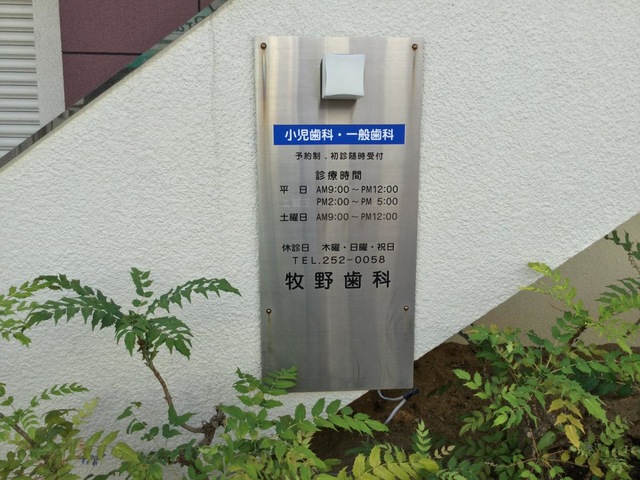 小児歯科・一般歯科
予約制．初診随時受付
診療時間
平　日　AM9:00～PM12:00
PM2:00～PM 5:00
土曜日　AM9:00～PM12:00
休診日　木曜・日曜・祝日
TEL.252-0058
牧野歯科